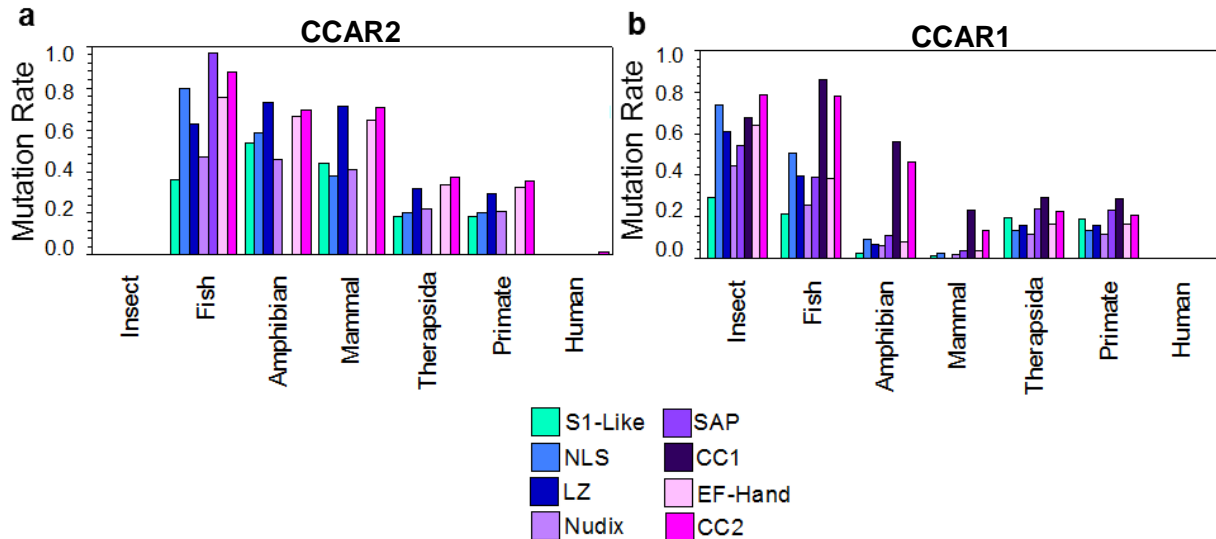 a
CCAR2
Mutation Rate
1.0
0.8
0.6
0.4
0.2
0.0
Insect
Fish
Amphibian
Mammal
Therapsida
Primate
Human
b
CCAR1
Mutation Rate
1.0
0.8
0.6
0.4
0.2
0.0
Insect
Fish
Amphibian
Mammal
Therapsida
Primate
Human
S1-Like
NLS
LZ
Nudix
SAP
CC1
EF-Hand
CC2